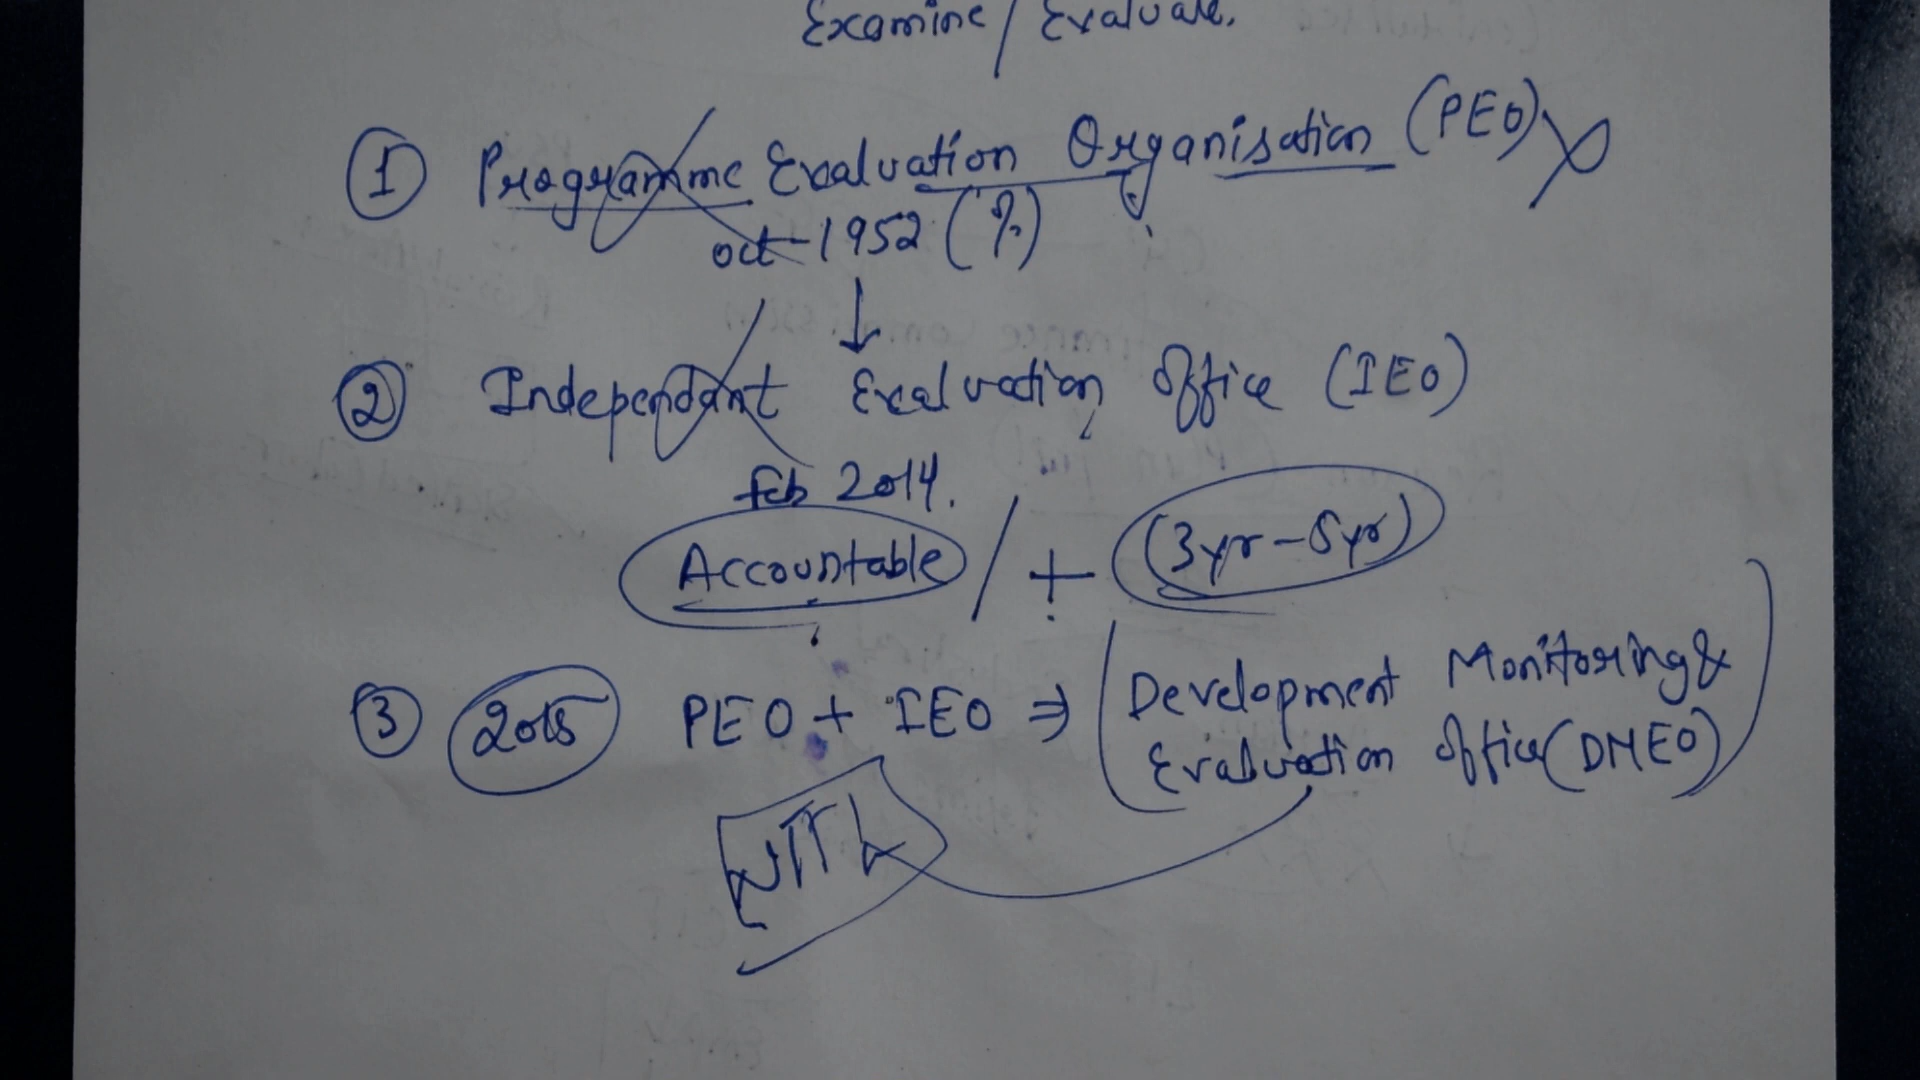 Examine / Evaluate.
① Programme Evaluation Organisation (PEO)
oct-1952 (%)
↓
② Independant Evaluation Office (IEO)
Feb 2014.
Accountable / + (3yr-5yr)
③ 2015 PEO + IEO ⇒ (Development Monitoring &
Evaluation Office (DMEO))
NITI